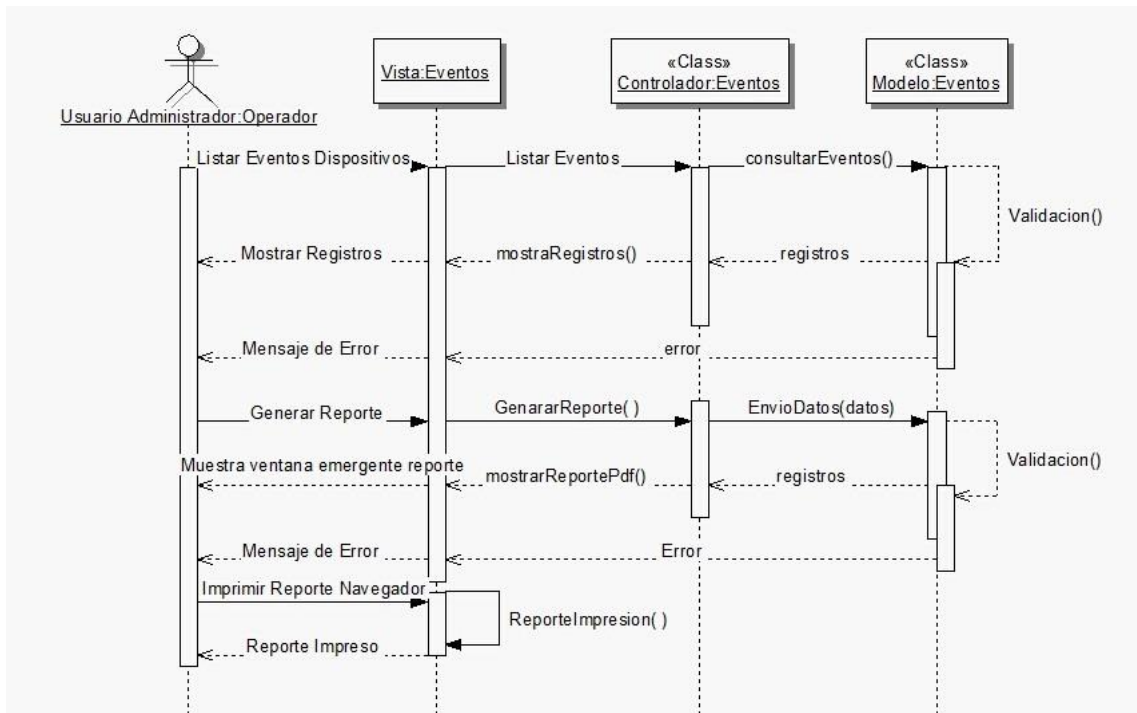 Usuario Administrador:Operador
Vista:Eventos
«Class»
Controlador:Eventos
«Class»
Modelo:Eventos
Listar Eventos Dispositivos
Listar Eventos
consultarEventos()
Validacion()
Mostrar Registros
mostraRegistros()
registros
Mensaje de Error
error
Generar Reporte
GenararReporte( )
EnvioDatos(datos)
Validacion()
Muestra ventana emergente reporte
mostrarReportePdf()
registros
Mensaje de Error
Error
Imprimir Reporte Navegador
ReporteImpresion( )
Reporte Impreso